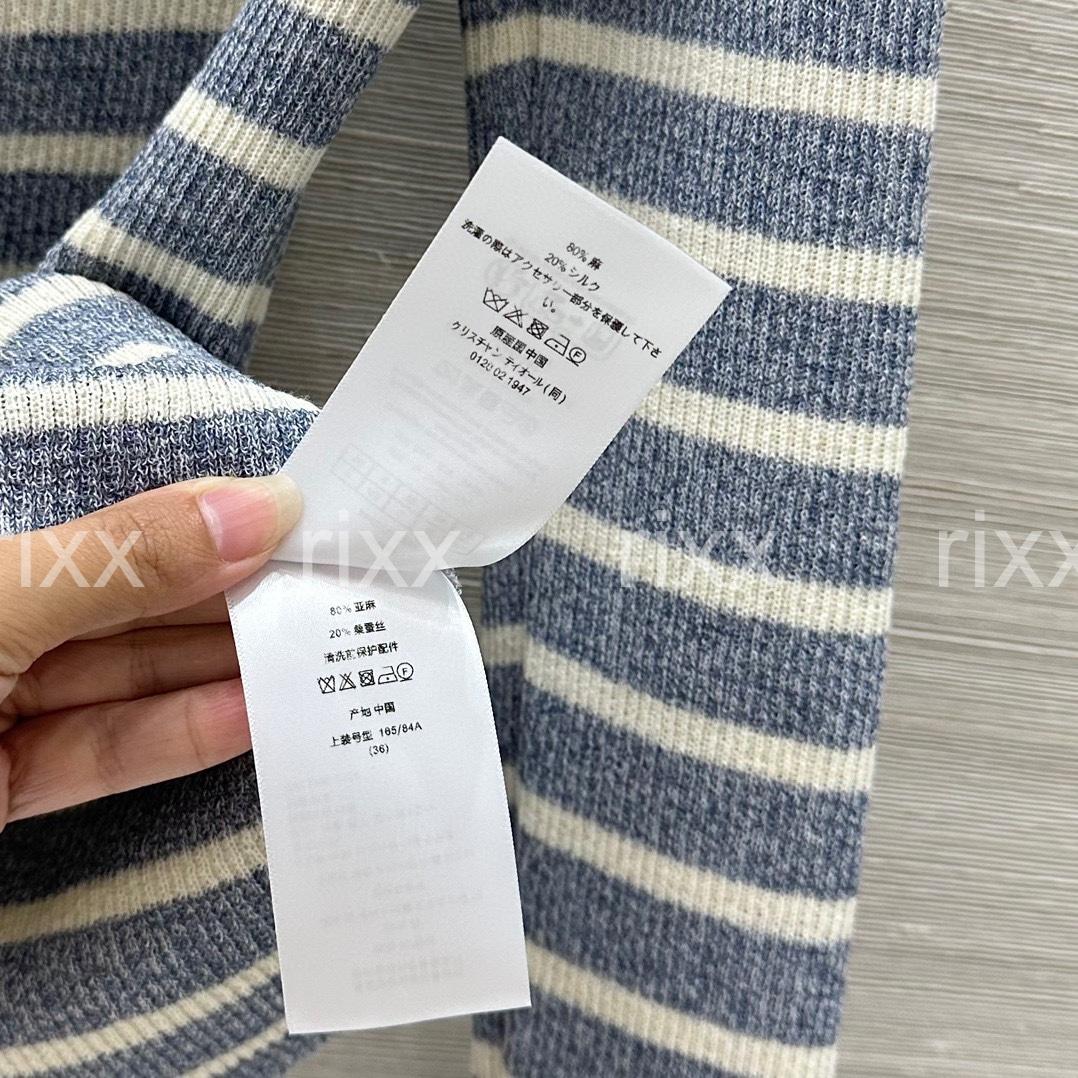 80% 麻
20% シルク
洗濯の際はアクセサリー部分を保護して下さ
い。
F
原産国 中国
クリスチャン ディオール(同)
0120 02 1947
rixx
rixx
rixx
rixx
80% 亚麻
20% 桑蚕丝
清洗前保护配件
F
产地 中国
上装号型 165/84A
(36)